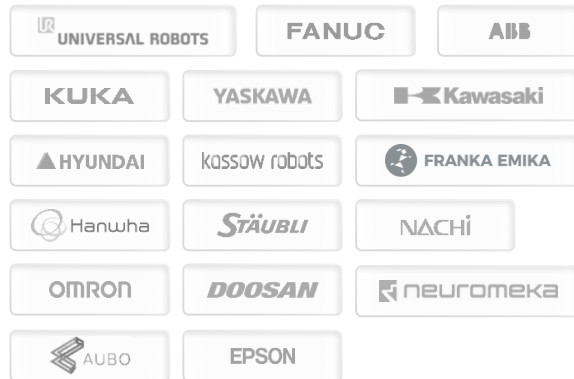 UR UNIVERSAL ROBOTS
FANUC
ABB
KUKA
YASKAWA
Kawasaki
HYUNDAI
kassow robots
FRANKA EMIKA
Hanwha
STÄUBLI
NACHi
OMRON
DOOSAN
neuromeka
AUBO
EPSON